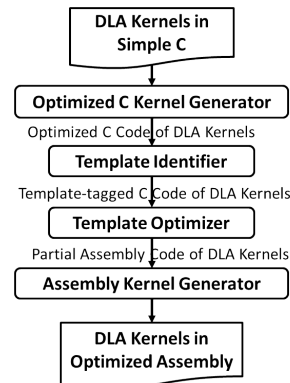 DLA Kernels in
Simple C
Optimized C Kernel Generator
Optimized C Code of DLA Kernels
Template Identifier
Template-tagged C Code of DLA Kernels
Template Optimizer
Partial Assembly Code of DLA Kernels
Assembly Kernel Generator
DLA Kernels in
Optimized Assembly